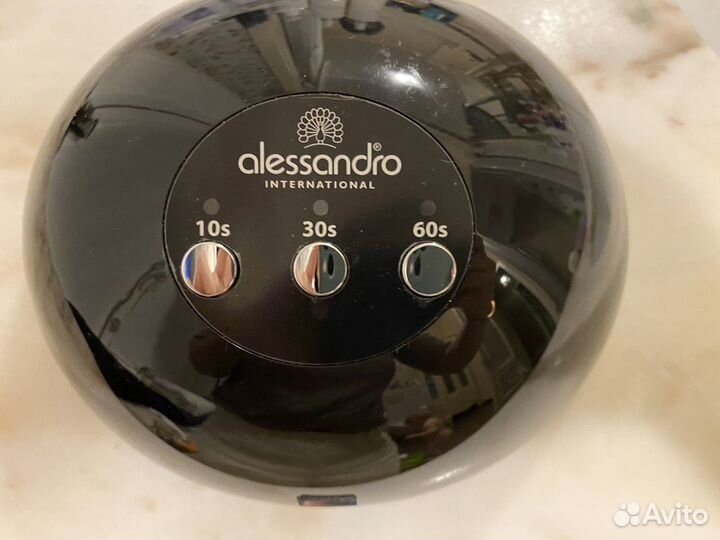 alessandro®
INTERNATIONAL
10s 30s 60s
Avito